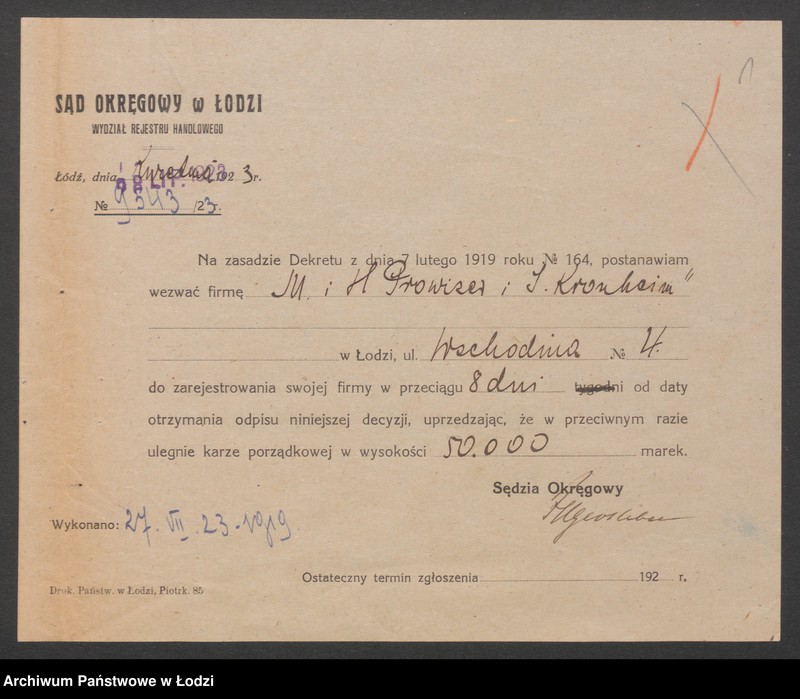 SĄD OKRĘGOWY w ŁODZI
WYDZIAŁ REJESTRU HANDLOWEGO
Łódź, dnia 1923 r.
№ 9543 /23.
Na zasadzie Dekretu z dnia 7 lutego 1919 roku № 164, postanawiam
wezwać firmę M. i H Prowizer i J. Kronheim"
w Łodzi, ul. Wschodnia № 4.
do zarejestrowania swojej firmy w przeciągu 8 dni tygodni od daty
otrzymania odpisu niniejszej decyzji, uprzedzając, że w przeciwnym razie
ulegnie karze porządkowej w wysokości 50.000 marek.
Sędzia Okręgowy
Wykonano: 27. VII 23
Ostateczny termin zgłoszenia 192 r.
Druk. Państw. w Łodzi, Piotrk. 85
Archiwum Państwowe w Łodzi